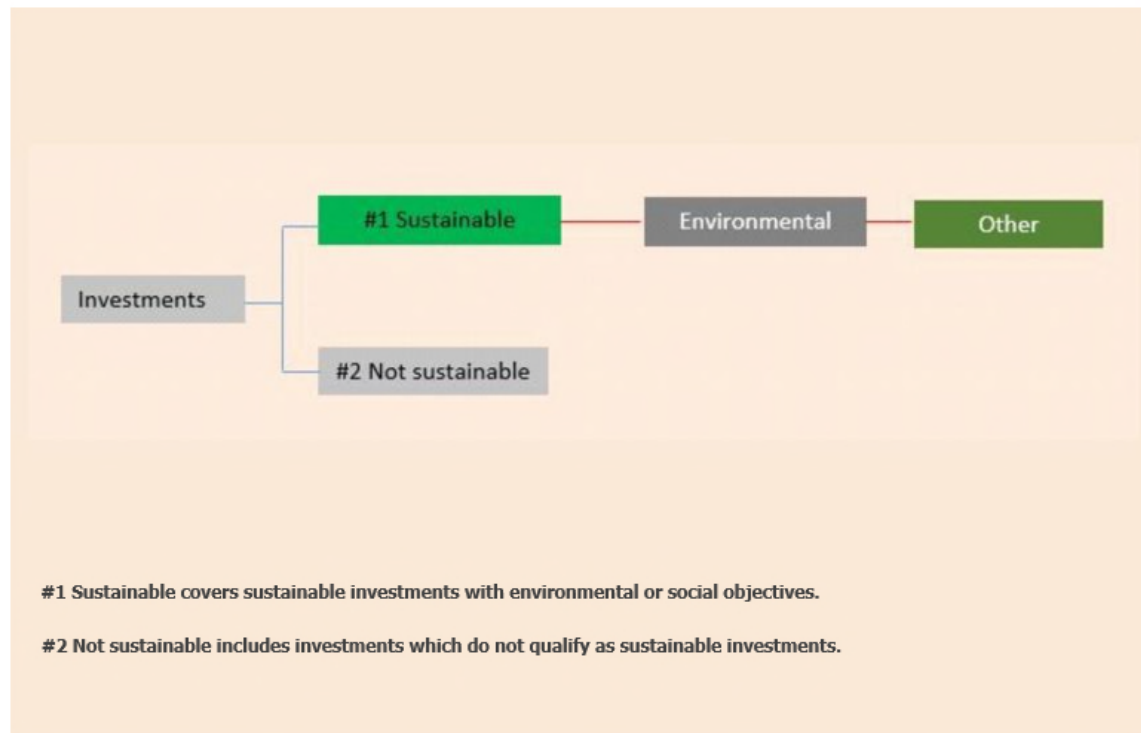 #1 Sustainable
Environmental
Other
Investments
#2 Not sustainable
#1 Sustainable covers sustainable investments with environmental or social objectives.
#2 Not sustainable includes investments which do not qualify as sustainable investments.